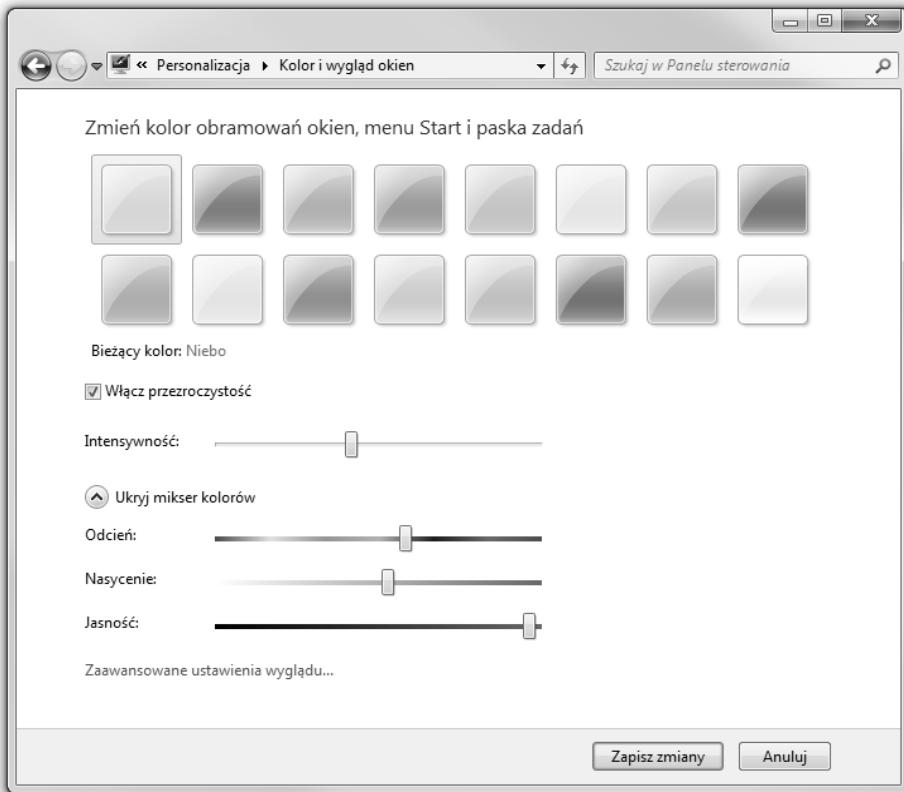 « Personalizacja ▸ Kolor i wygląd okien
Szukaj w Panelu sterowania
Zmień kolor obramowań okien, menu Start i paska zadań
Bieżący kolor: Niebo
Włącz przezroczystość
Intensywność:
Ukryj mikser kolorów
Odcień:
Nasycenie:
Jasność:
Zaawansowane ustawienia wyglądu...
Zapisz zmiany
Anuluj